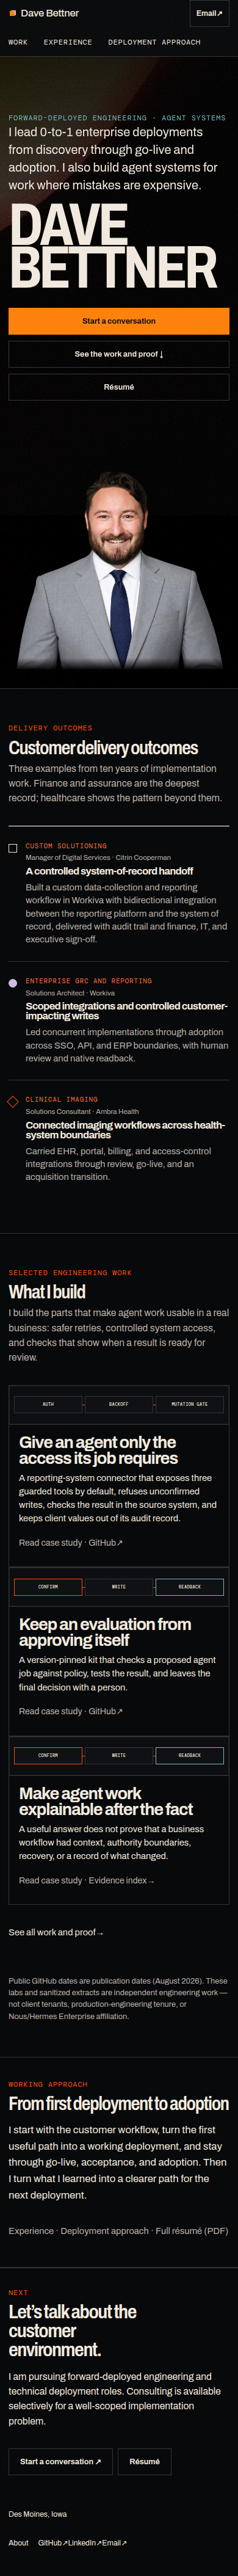 Dave Bettner
Email↗
WORK EXPERIENCE DEPLOYMENT APPROACH
FORWARD-DEPLOYED ENGINEERING · AGENT SYSTEMS
I lead 0-to-1 enterprise deployments
from discovery through go-live and
adoption. I also build agent systems for
work where mistakes are expensive.
DAVE
BETTNER
Start a conversation
See the work and proof ↓
Résumé
DELIVERY OUTCOMES
Customer delivery outcomes
Three examples from ten years of implementation
work. Finance and assurance are the deepest
record; healthcare shows the pattern beyond them.
CUSTOM SOLUTIONING
Manager of Digital Services · Citrin Cooperman
A controlled system-of-record handoff
Built a custom data-collection and reporting
workflow in Workiva with bidirectional integration
between the reporting platform and the system of
record, delivered with audit trail and finance, IT, and
executive sign-off.
ENTERPRISE GRC AND REPORTING
Solutions Architect · Workiva
Scoped integrations and controlled customer-
impacting writes
Led concurrent implementations through adoption
across SSO, API, and ERP boundaries, with human
review and native readback.
CLINICAL IMAGING
Solutions Consultant · Ambra Health
Connected imaging workflows across health-
system boundaries
Carried EHR, portal, billing, and access-control
integrations through review, go-live, and an
acquisition transition.
SELECTED ENGINEERING WORK
What I build
I build the parts that make agent work usable in a real
business: safer retries, controlled system access,
and checks that show when a result is ready for
review.
AUTH BACKOFF MUTATION GATE
Give an agent only the
access its job requires
A reporting-system connector that exposes three
guarded tools by default, refuses unconfirmed
writes, checks the result in the source system, and
keeps client values out of its audit record.
Read case study · GitHub↗
CONFIRM WRITE READBACK
Keep an evaluation from
approving itself
A version-pinned kit that checks a proposed agent
job against policy, tests the result, and leaves the
final decision with a person.
Read case study · GitHub↗
CONFIRM WRITE READBACK
Make agent work
explainable after the fact
A useful answer does not prove that a business
workflow had context, authority boundaries,
recovery, or a record of what changed.
Read case study · Evidence index→
See all work and proof→
Public GitHub dates are publication dates (August 2026). These
labs and sanitized extracts are independent engineering work —
not client tenants, production-engineering tenure, or
Nous/Hermes Enterprise affiliation.
WORKING APPROACH
From first deployment to adoption
I start with the customer workflow, turn the first
useful path into a working deployment, and stay
through go-live, acceptance, and adoption. Then
I turn what I learned into a clearer path for the
next deployment.
Experience · Deployment approach · Full résumé (PDF)
NEXT
Let’s talk about the
customer
environment.
I am pursuing forward-deployed engineering and
technical deployment roles. Consulting is available
selectively for a well-scoped implementation
problem.
Start a conversation ↗ Résumé
Des Moines, Iowa
About GitHub↗LinkedIn↗Email↗